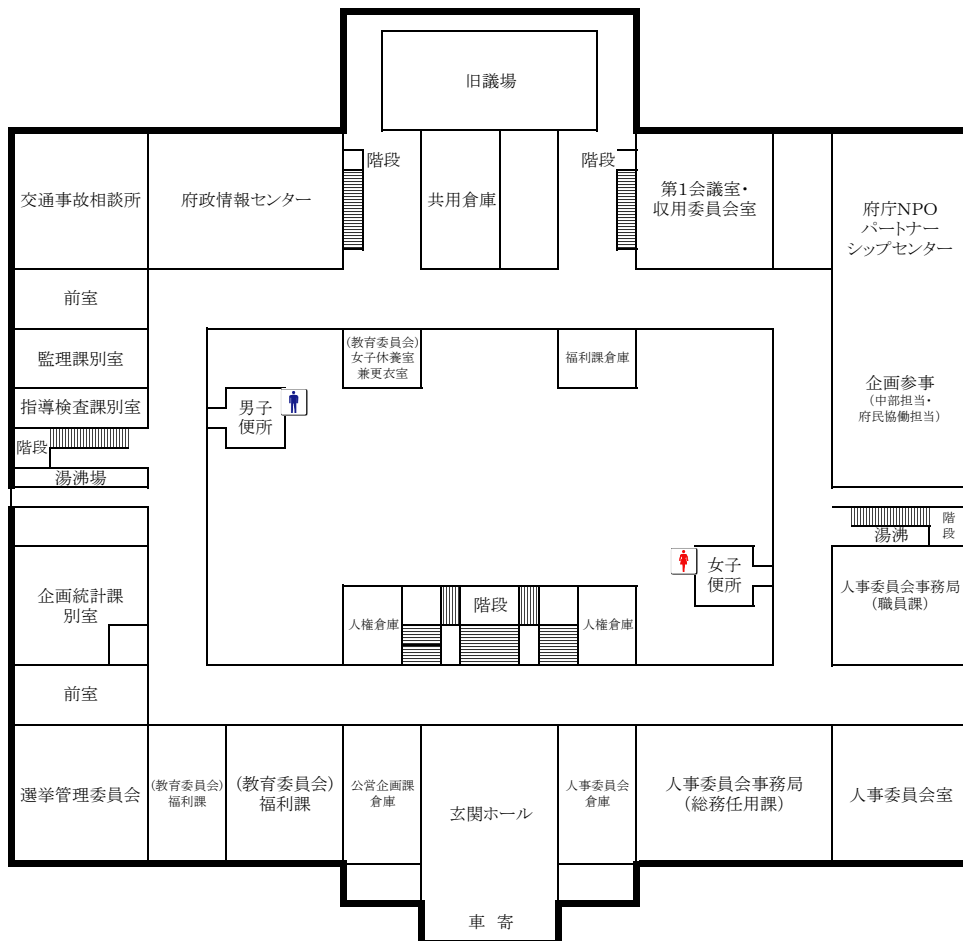 旧議場
階段
階段
交通事故相談所
府政情報センター
共用倉庫
第1会議室・
収用委員会室
府庁NPO
パートナー
シップセンター
前室
監理課別室
(教育委員会)
女子休養室
兼更衣室
福利課倉庫
指導検査課別室
男子
便所
企画参事
(中部担当・
府民協働担当)
階段
湯沸場
階
段
湯沸
企画統計課
別室
女子
便所
人事委員会事務局
(職員課)
人権倉庫
階段
人権倉庫
前室
選挙管理委員会
(教育委員会)
福利課
(教育委員会)
福利課
公営企画課
倉庫
玄関ホール
人事委員会
倉庫
人事委員会事務局
(総務任用課)
人事委員会室
車 寄